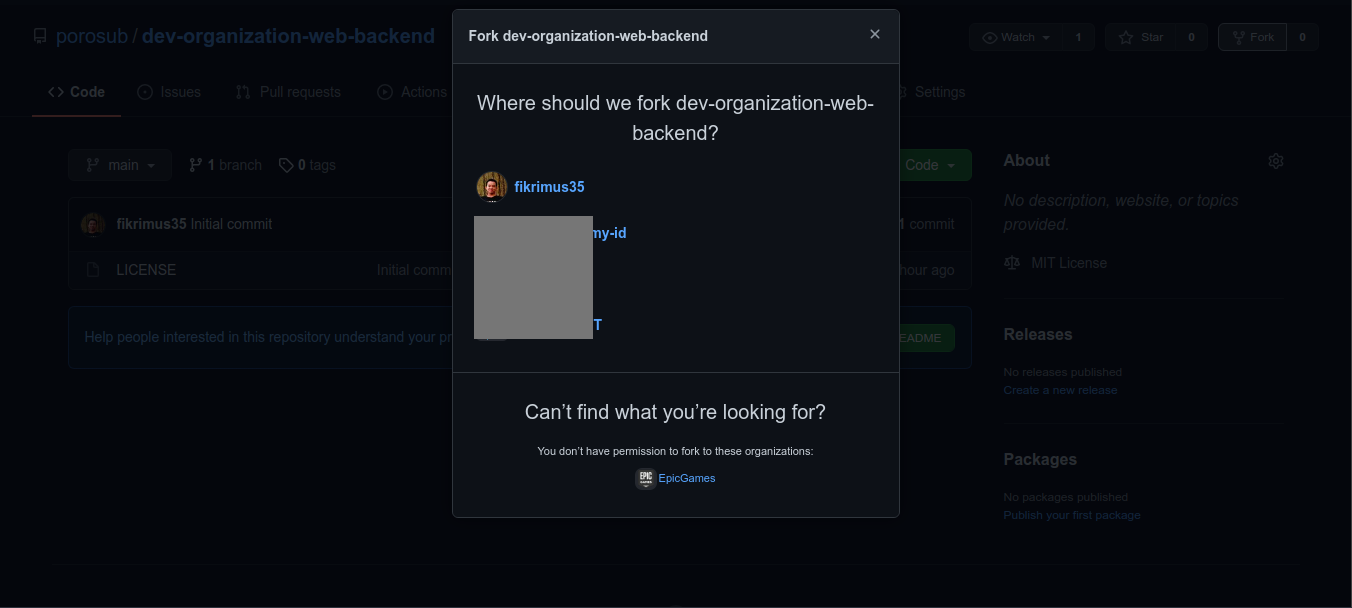 porosub / dev-organization-web-backend
Watch 1 Star 0 Fork 0
Code Issues Pull requests Actions Settings
Fork dev-organization-web-backend
Where should we fork dev-organization-web-
backend?
fikrimus35
my-id
T
Can't find what you're looking for?
You don't have permission to fork to these organizations:
EpicGames
main 1 branch 0 tags Code
fikrimus35 Initial commit 1 commit
LICENSE Initial comm hour ago
Help people interested in this repository understand your pr EADME
About
No description, website, or topics
provided.
MIT License
Releases
No releases published
Create a new release
Packages
No packages published
Publish your first package